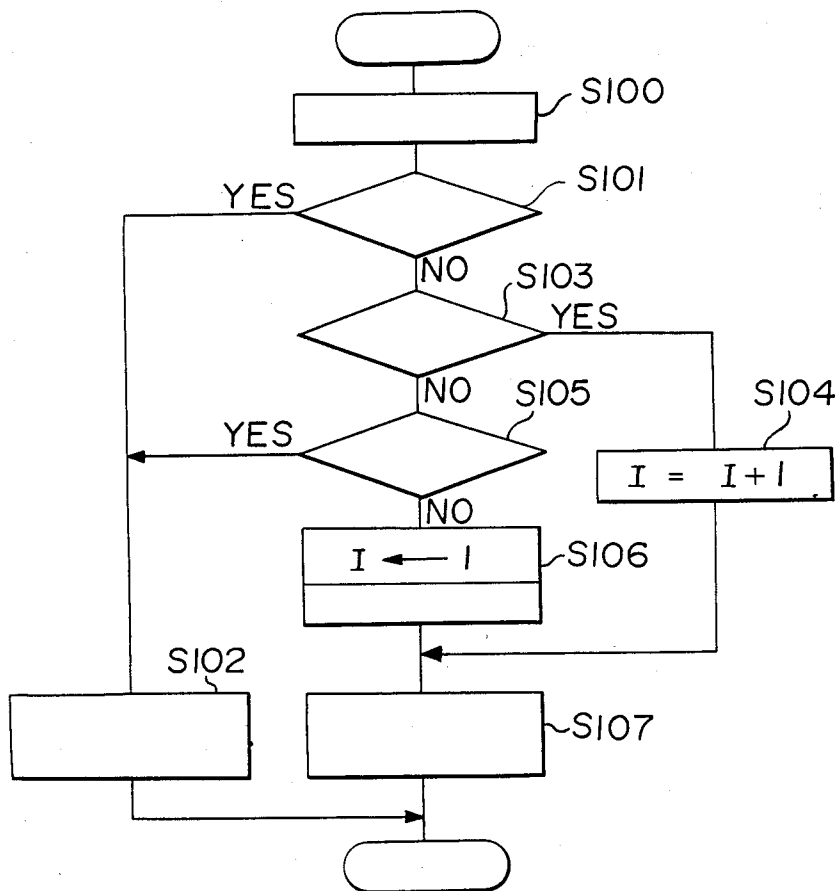 S100
S101
YES
NO
S103
YES
NO
S105
YES
S104
I = I+1
NO
I ← 1
S106
S102
S107